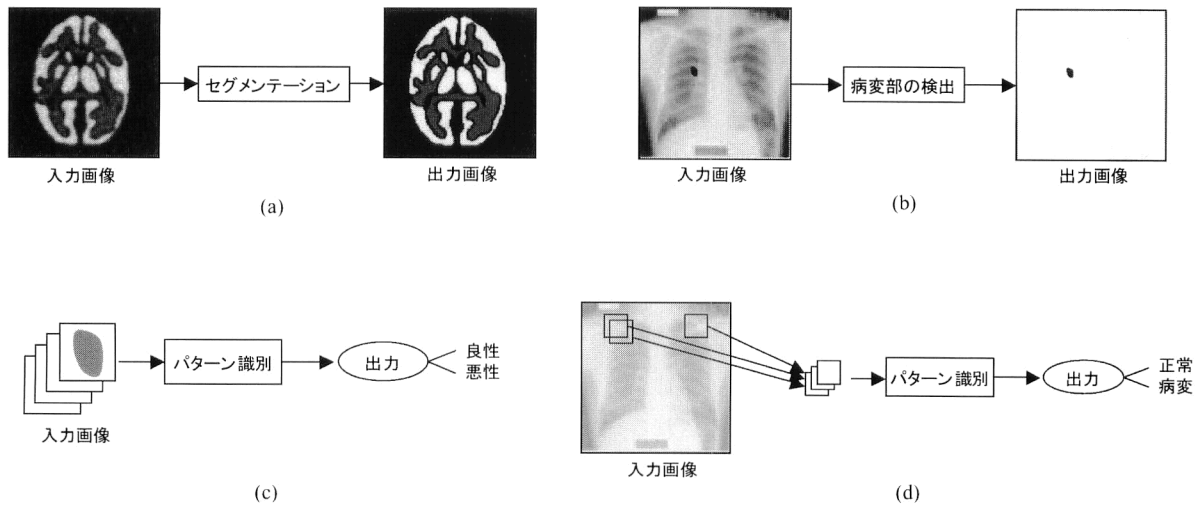 セグメンテーション
入力画像
出力画像
(a)
病変部の検出
入力画像
出力画像
(b)
パターン識別
出力
良性
悪性
入力画像
(c)
パターン識別
出力
正常
病変
入力画像
(d)